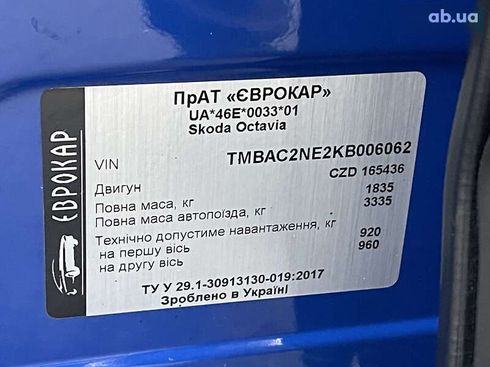 ab.ua
ПрАТ «ЄВРОКАР»
UA*46E*0033*01
Skoda Octavia
VIN TMBAC2NE2KB006062
Двигун CZD 165436
Повна маса, кг 1835
Повна маса автопоїзда, кг 3335
Технічно допустиме навантаження, кг
на першу вісь 920
на другу вісь 960
ТУ У 29.1-30913130-019:2017
Зроблено в Україні
ЄВРОКАР